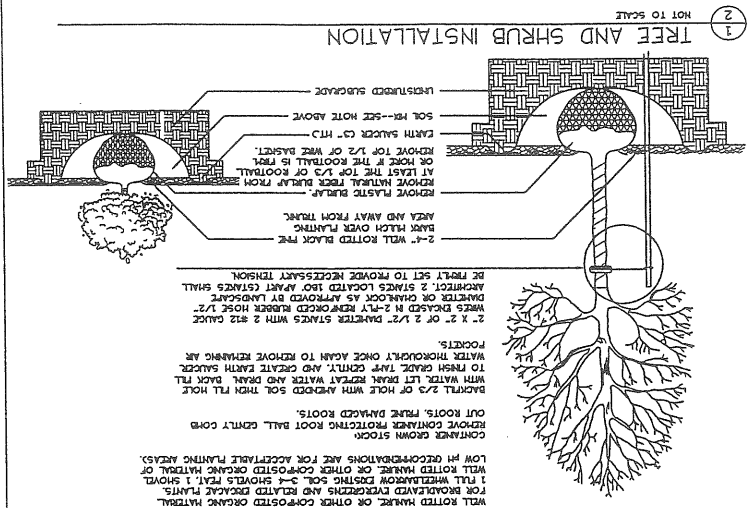 WELL ROTTED MANURE, OR OTHER COMPOSTED ORGANIC MATERIAL
FOR BROADLEAVED EVERGREENS AND RELATED ERICACAE PLANTS.
1 FULL WHEELBARROW EXISTING SOIL, 3-4 SHOVELS PEAT, 1 SHOVEL
WELL ROTTED MANURE, OR OTHER COMPOSTED ORGANIC MATERIAL OF
LOW pH (RECOMMENDATIONS ARE FOR ACCEPTABLE PLANTING AREAS).
CONTAINER GROWN STOCK:
REMOVE CONTAINER PROTECTING ROOT BALL, GENTLY COMB
OUT ROOTS. PRUNE DAMAGED ROOTS.
BACKFILL 2/3 OF HOLE WITH AMENDED SOIL THEN FILL HOLE
WITH WATER, LET DRAIN, REPEAT WATER AND DRAIN. BACK FILL
TO FINISH GRADE, TAMP GENTLY, AND CREATE EARTH SAUCER.
WATER THOROUGHLY ONCE AGAIN TO REMOVE REMAINING AIR
POCKETS.
2" X 2" OF 2 1/2" DIAMETER STAKES WITH 2 #12 GAUGE
WIRES ENCASED IN 2-PLY REINFORCED RUBBER HOSE 1/2"
DIAMETER OR CHAINLOCK AS APPROVED BY LANDSCAPE
ARCHITECT. 2 STAKES LOCATED 180° APART (STAKES SHALL
BE FIRMLY SET TO PROVIDE NECESSARY TENSION.
2-4" WELL ROTTED BLACK PINE
BARK MULCH OVER PLANTING
AREA AND AWAY FROM TRUNK
REMOVE PLASTIC BURLAP.
REMOVE NATURAL FIBER BURLAP FROM
AT LEAST THE TOP 1/3 OF ROOTBALL
OR MORE IF THE ROOTBALL IS FIRM.
REMOVE TOP 1/2 OF WIRE BASKET.
EARTH SAUCER (3" HT.)
SOIL MIX--SEE NOTE ABOVE
UNDISTURBED SUBGRADE
1
2
TREE AND SHRUB INSTALLATION
NOT TO SCALE